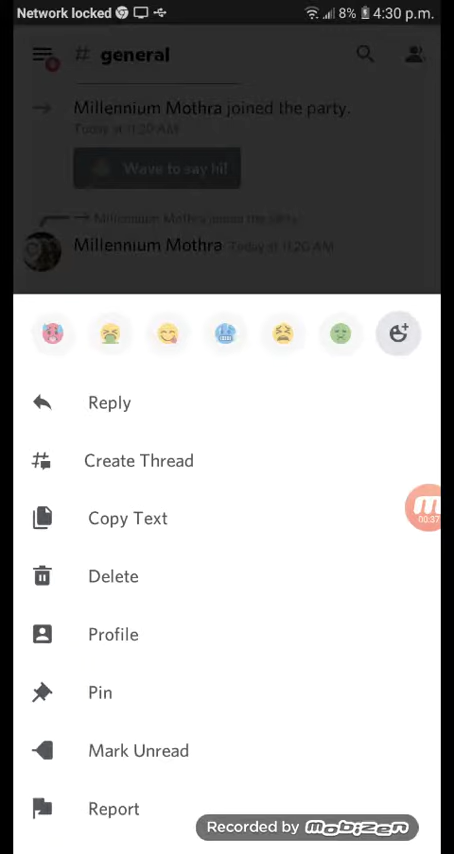 Network locked 8% 4:30 p.m.
# general
Millennium Mothra joined the party.
Today at 11:20 AM
Wave to say hi!
Millennium Mothra joined the party.
Millennium Mothra Today at 11:20 AM
Reply
Create Thread
Copy Text
00:37
Delete
Profile
Pin
Mark Unread
Report
Recorded by mobizen